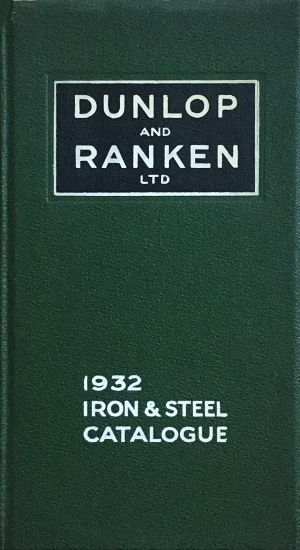 DUNLOP
AND
RANKEN
LTD
1932
IRON & STEEL
CATALOGUE